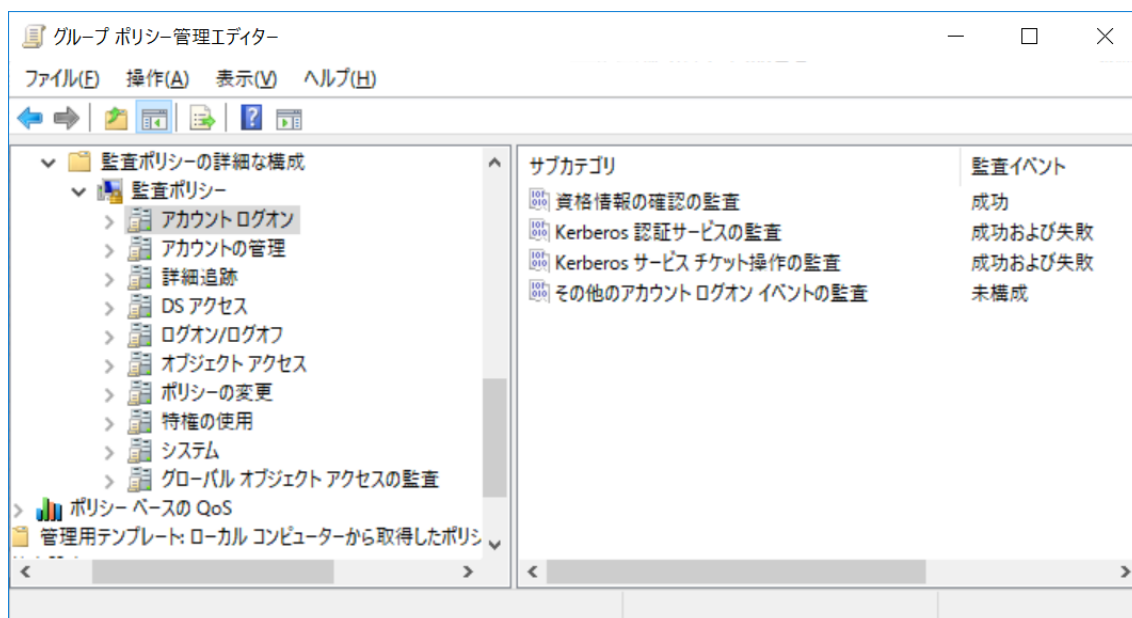 グループ ポリシー管理エディター
ファイル(F) 操作(A) 表示(V) ヘルプ(H)
監査ポリシーの詳細な構成
監査ポリシー
アカウント ログオン
アカウントの管理
詳細追跡
DS アクセス
ログオン/ログオフ
オブジェクト アクセス
ポリシーの変更
特権の使用
システム
グローバル オブジェクト アクセスの監査
ポリシー ベースの QoS
管理用テンプレート: ローカル コンピューターから取得したポリシ
サブカテゴリ 監査イベント
資格情報の確認の監査 成功
Kerberos 認証サービスの監査 成功および失敗
Kerberos サービス チケット操作の監査 成功および失敗
その他のアカウント ログオン イベントの監査 未構成